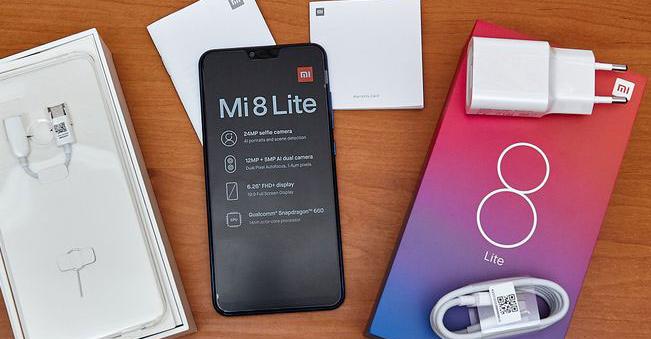 mi
Mi 8 Lite
24MP selfie camera
AI portraits and scene detection
12MP + 5MP AI dual camera
Dual Pixel Autofocus, 1.4μm pixels
6.26" FHD+ display
19:9 Full Screen Display
Qualcomm® Snapdragon™ 660
14nm octa-core processor
Warranty Card
mi
8
Lite